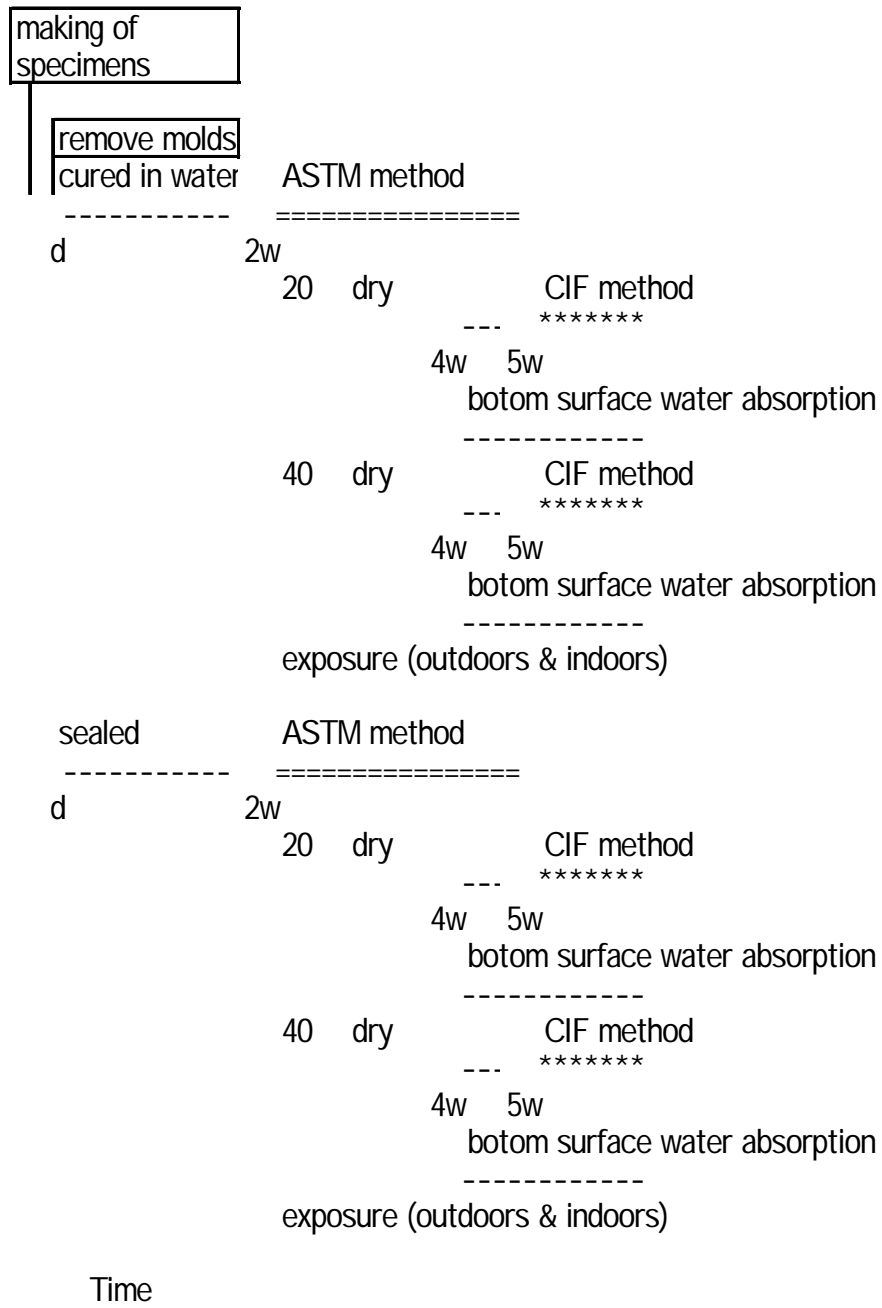 making of
specimens
remove molds
cured in water ASTM method
----------- ================
d 2w
20 dry CIF method
--- *******
4w 5w
botom surface water absorption
------------
40 dry CIF method
--- *******
4w 5w
botom surface water absorption
------------
exposure (outdoors & indoors)
sealed ASTM method
----------- ================
d 2w
20 dry CIF method
--- *******
4w 5w
botom surface water absorption
------------
40 dry CIF method
--- *******
4w 5w
botom surface water absorption
------------
exposure (outdoors & indoors)
Time